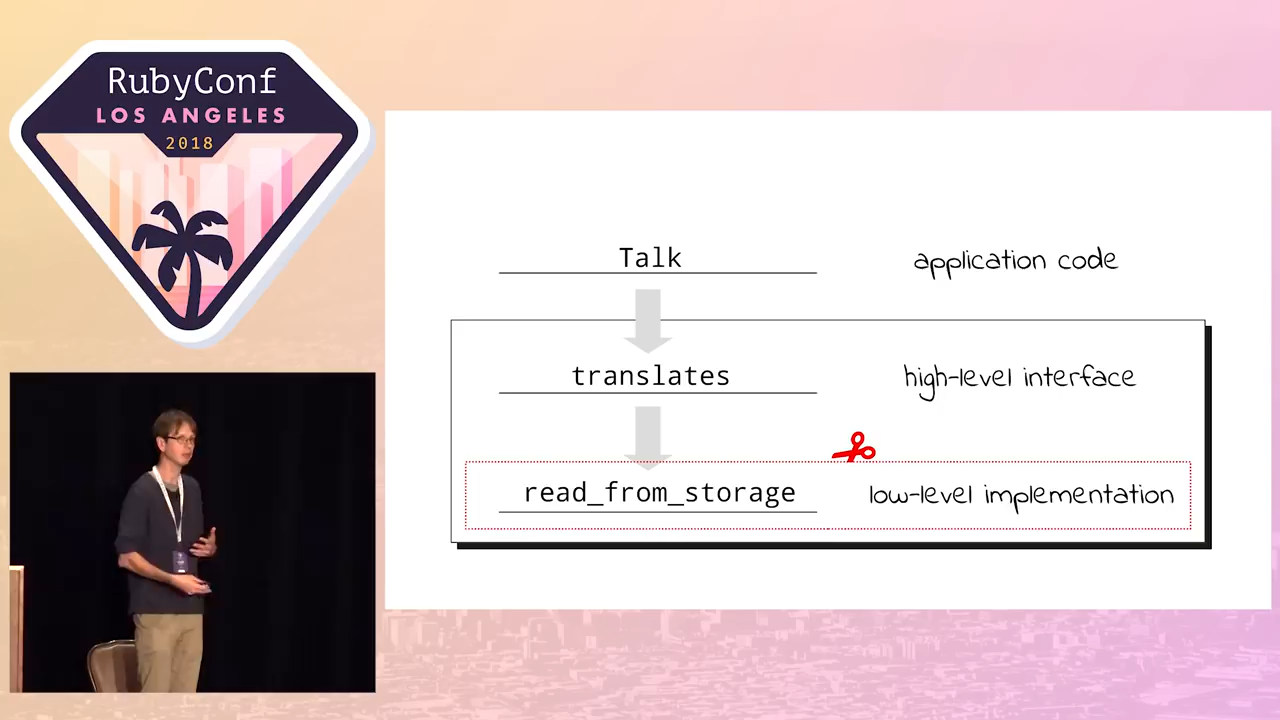 RubyConf
LOS ANGELES
2018
Talk application code
translates high-level interface
read_from_storage low-level implementation